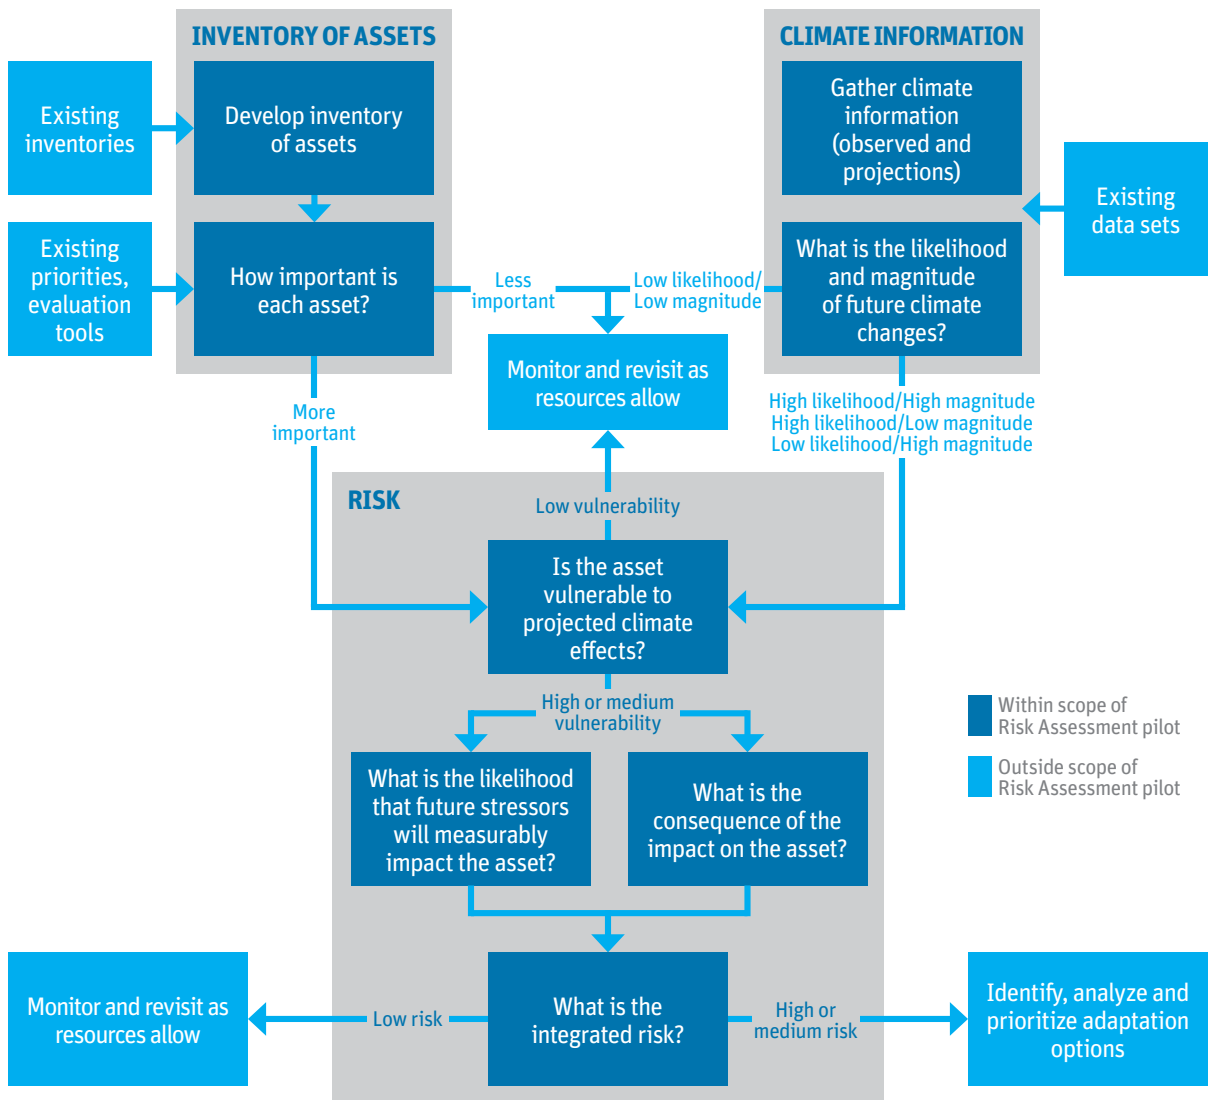 INVENTORY OF ASSETS
CLIMATE INFORMATION
Existing
inventories
Develop inventory
of assets
Gather climate
information
(observed and
projections)
Existing
data sets
Existing
priorities,
evaluation
tools
How important is
each asset?
Less
important
Low likelihood/
Low magnitude
What is the likelihood
and magnitude
of future climate
changes?
Monitor and revisit as
resources allow
More
important
High likelihood/High magnitude
High likelihood/Low magnitude
Low likelihood/High magnitude
RISK
Low vulnerability
Is the asset
vulnerable to
projected climate
effects?
High or medium
vulnerability
Within scope of
Risk Assessment pilot
Outside scope of
Risk Assessment pilot
What is the likelihood
that future stressors
will measurably
impact the asset?
What is the
consequence of the
impact on the asset?
Monitor and revisit as
resources allow
Low risk
What is the
integrated risk?
High or
medium risk
Identify, analyze and
prioritize adaptation
options